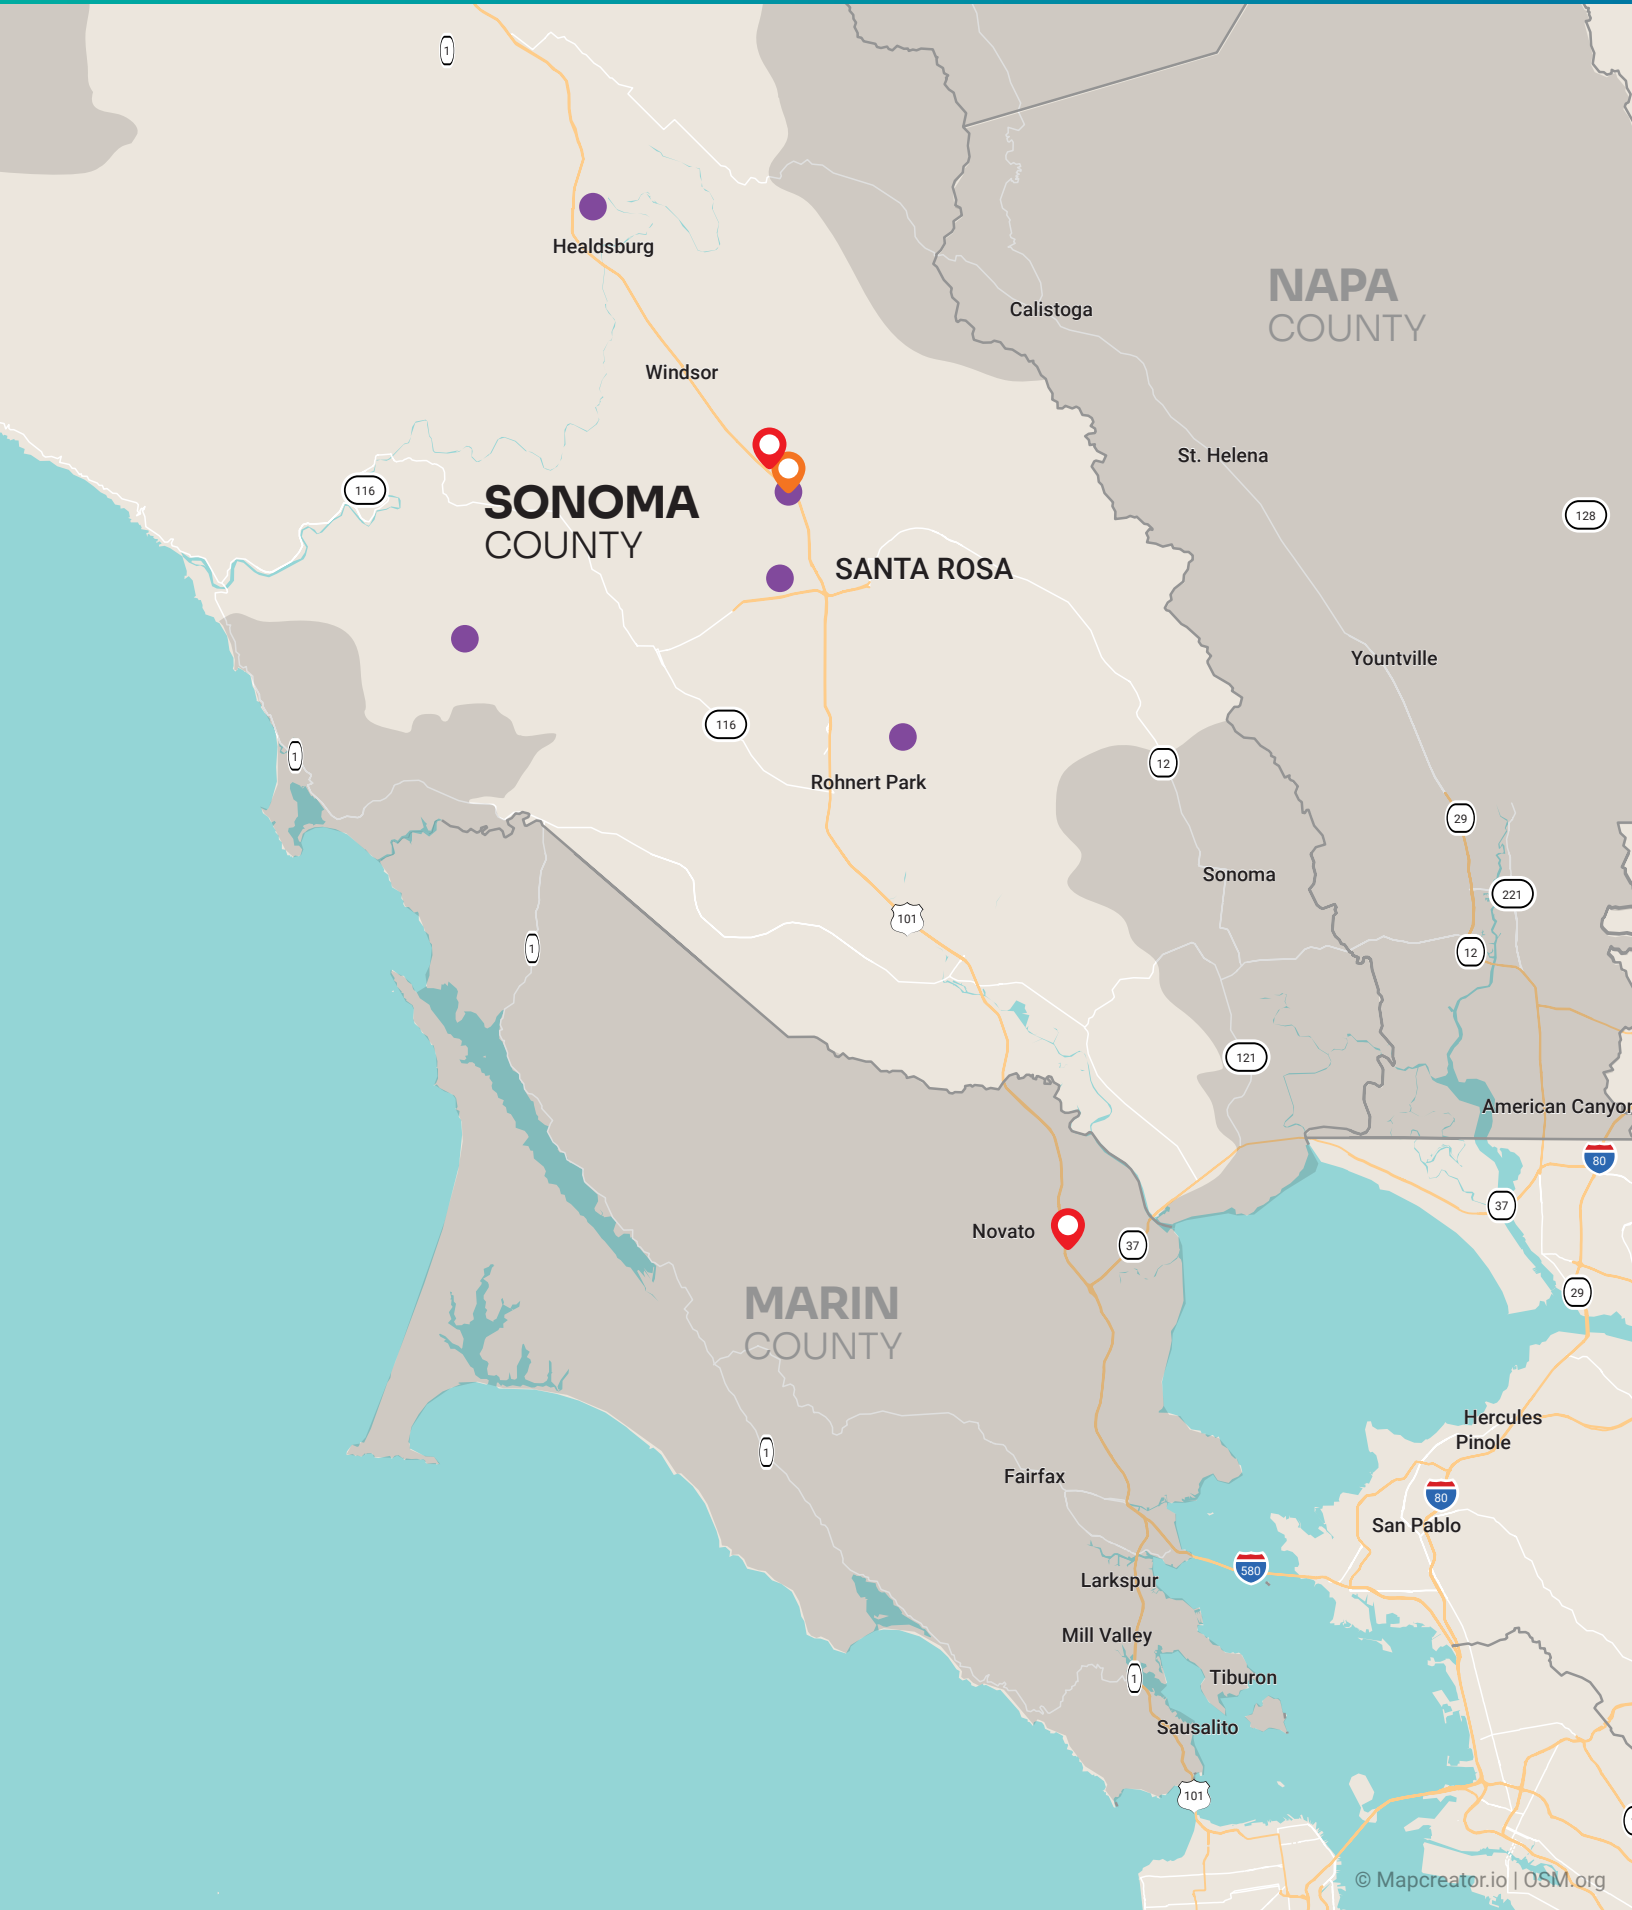 1
Healdsburg
NAPA
COUNTY
Calistoga
Windsor
St. Helena
116
SONOMA
COUNTY
128
SANTA ROSA
Yountville
116
1
12
Rohnert Park
29
Sonoma
221
101
1
12
121
American Canyon
80
37
Novato
37
MARIN
COUNTY
29
Hercules
Pinole
1
Fairfax
80
San Pablo
580
Larkspur
Mill Valley
1
Tiburon
Sausalito
101
© Mapcreator.io | OSM.org